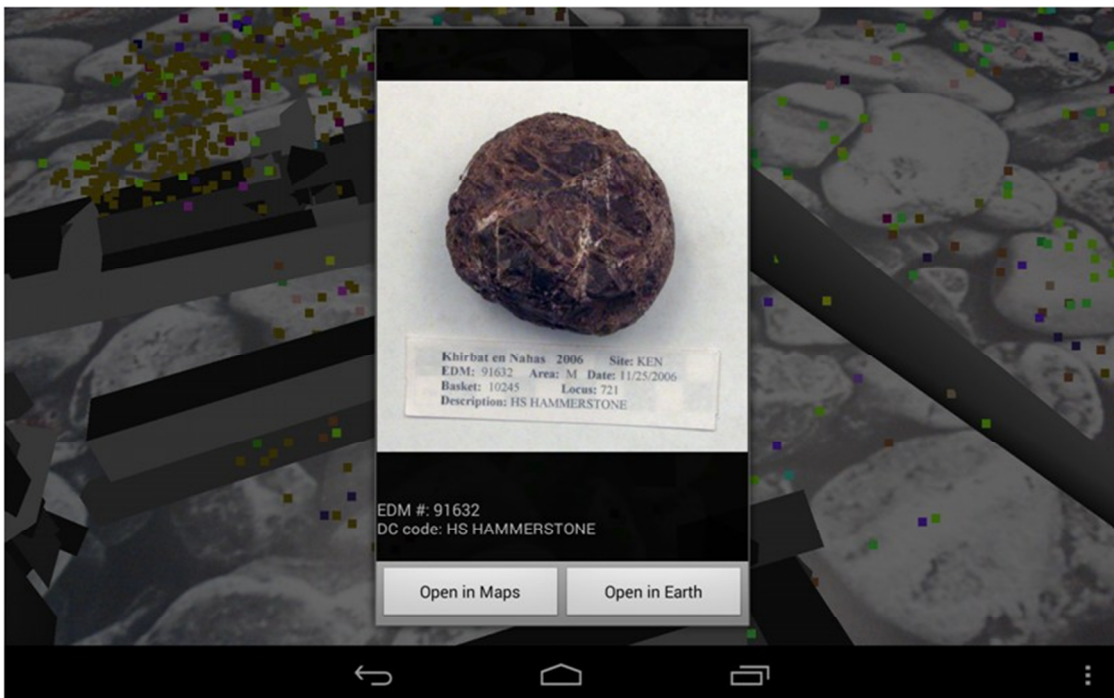 Khirbat en Nahas 2006 Site: KEN
EDM: 91632 Area: M Date: 11/25/2006
Basket: 10245 Locus: 721
Description: HS HAMMERSTONE
EDM #: 91632
DC code: HS HAMMERSTONE
Open in Maps Open in Earth